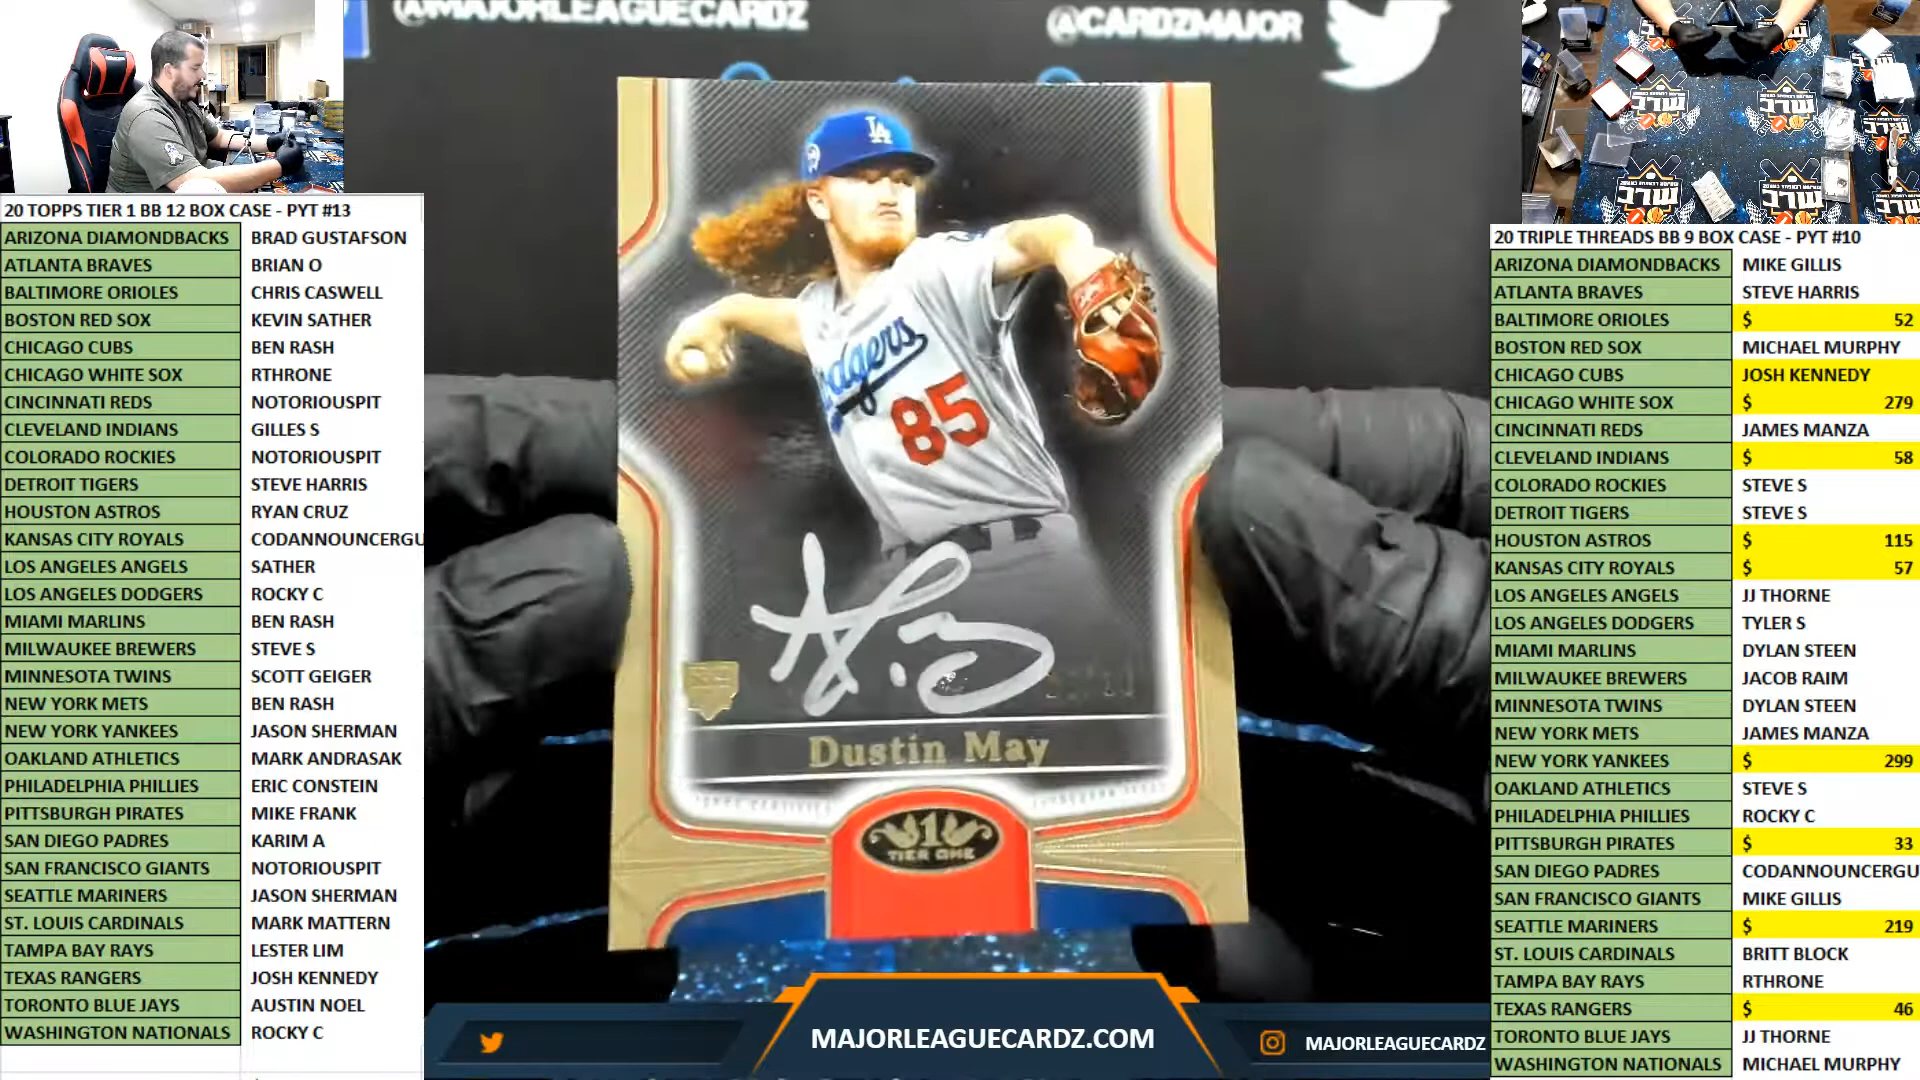 @MAJORLEAGUECARDZ
@CARDZMAJOR
20 TOPPS TIER 1 BB 12 BOX CASE - PYT #13
ARIZONA DIAMONDBACKS BRAD GUSTAFSON
ATLANTA BRAVES BRIAN O
BALTIMORE ORIOLES CHRIS CASWELL
BOSTON RED SOX KEVIN SATHER
CHICAGO CUBS BEN RASH
CHICAGO WHITE SOX RTHRONE
CINCINNATI REDS NOTORIOUSPIT
CLEVELAND INDIANS GILLES S
COLORADO ROCKIES NOTORIOUSPIT
DETROIT TIGERS STEVE HARRIS
HOUSTON ASTROS RYAN CRUZ
KANSAS CITY ROYALS CODANNOUNCERGU
LOS ANGELES ANGELS SATHER
LOS ANGELES DODGERS ROCKY C
MIAMI MARLINS BEN RASH
MILWAUKEE BREWERS STEVE S
MINNESOTA TWINS SCOTT GEIGER
NEW YORK METS BEN RASH
NEW YORK YANKEES JASON SHERMAN
OAKLAND ATHLETICS MARK ANDRASAK
PHILADELPHIA PHILLIES ERIC CONSTEIN
PITTSBURGH PIRATES MIKE FRANK
SAN DIEGO PADRES KARIM A
SAN FRANCISCO GIANTS NOTORIOUSPIT
SEATTLE MARINERS JASON SHERMAN
ST. LOUIS CARDINALS MARK MATTERN
TAMPA BAY RAYS LESTER LIM
TEXAS RANGERS JOSH KENNEDY
TORONTO BLUE JAYS AUSTIN NOEL
WASHINGTON NATIONALS ROCKY C
LA
Dodgers
85
Dustin May
1
TIER ONE
MAJORLEAGUECARDZ.COM
MAJORLEAGUECARDZ
20 TRIPLE THREADS BB 9 BOX CASE - PYT #10
ARIZONA DIAMONDBACKS MIKE GILLIS
ATLANTA BRAVES STEVE HARRIS
BALTIMORE ORIOLES $ 52
BOSTON RED SOX MICHAEL MURPHY
CHICAGO CUBS JOSH KENNEDY
CHICAGO WHITE SOX $ 279
CINCINNATI REDS JAMES MANZA
CLEVELAND INDIANS $ 58
COLORADO ROCKIES STEVE S
DETROIT TIGERS STEVE S
HOUSTON ASTROS $ 115
KANSAS CITY ROYALS $ 57
LOS ANGELES ANGELS JJ THORNE
LOS ANGELES DODGERS TYLER S
MIAMI MARLINS DYLAN STEEN
MILWAUKEE BREWERS JACOB RAIM
MINNESOTA TWINS DYLAN STEEN
NEW YORK METS JAMES MANZA
NEW YORK YANKEES $ 299
OAKLAND ATHLETICS STEVE S
PHILADELPHIA PHILLIES ROCKY C
PITTSBURGH PIRATES $ 33
SAN DIEGO PADRES CODANNOUNCERGU
SAN FRANCISCO GIANTS MIKE GILLIS
SEATTLE MARINERS $ 219
ST. LOUIS CARDINALS BRITT BLOCK
TAMPA BAY RAYS RTHRONE
TEXAS RANGERS $ 46
TORONTO BLUE JAYS JJ THORNE
WASHINGTON NATIONALS MICHAEL MURPHY